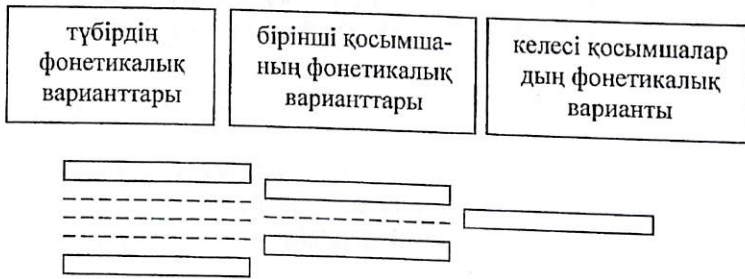 түбірдің
фонетикалық
варианттары
бірінші қосымша-
ның фонетикалық
варианттары
келесі қосымшалар
дың фонетикалық
варианты